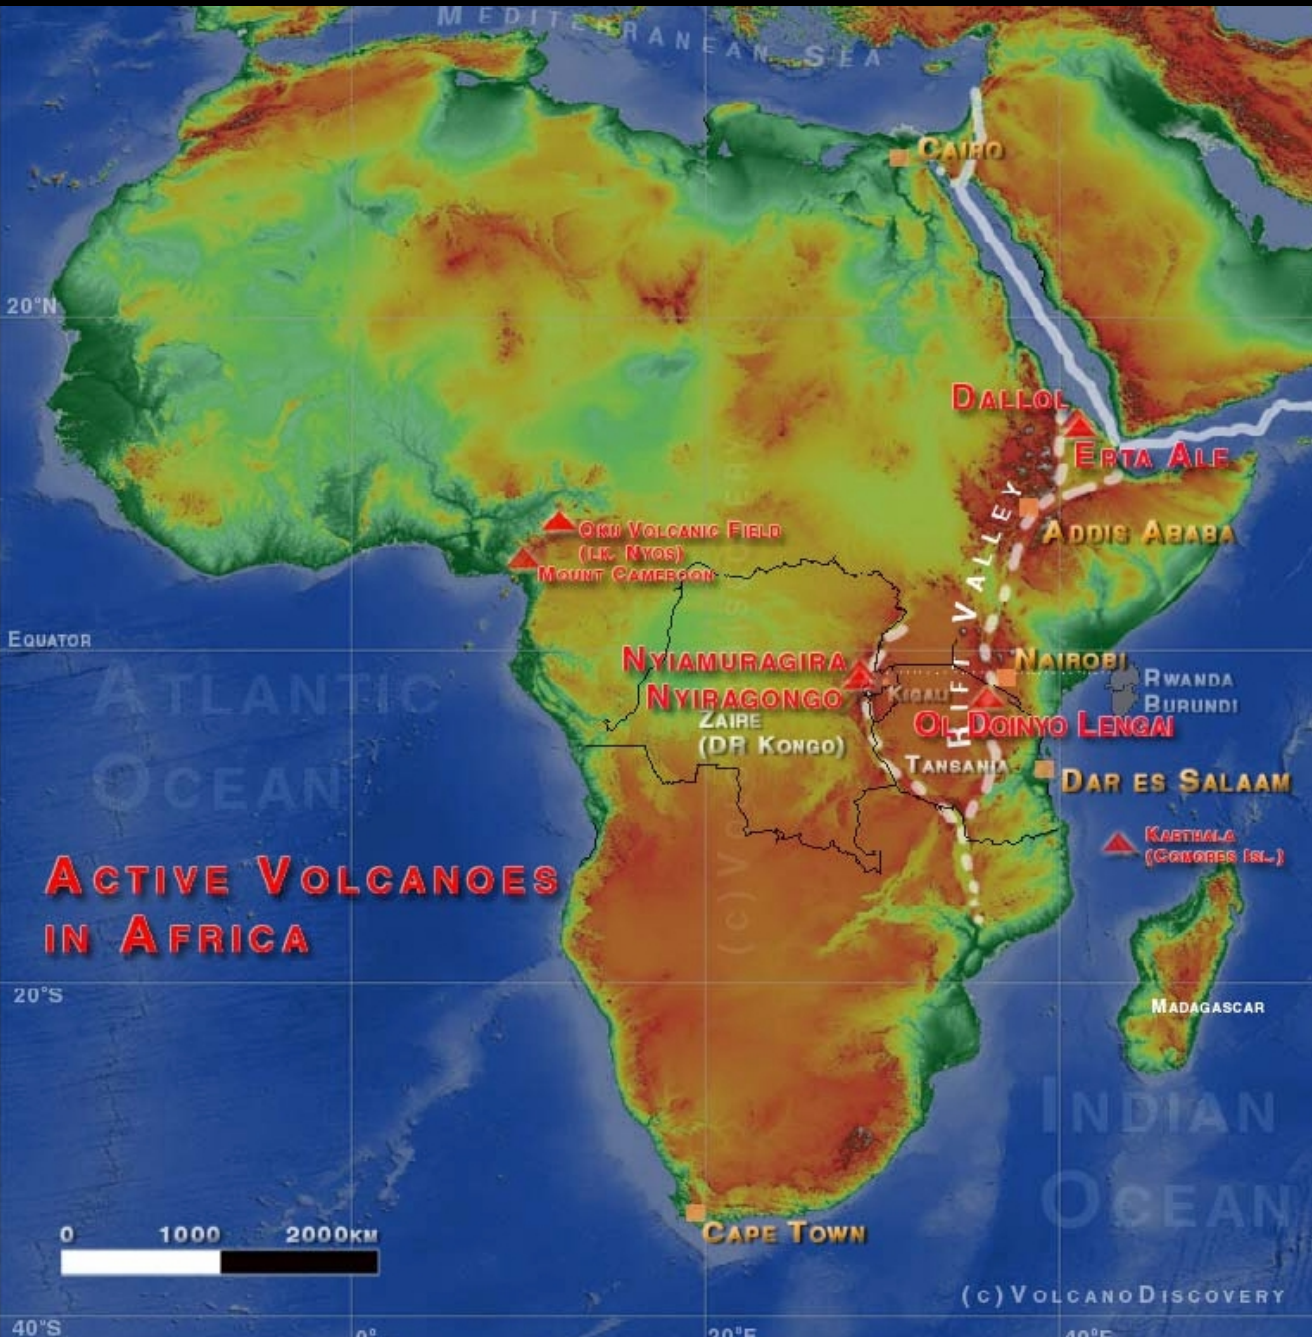 MEDITERRANEAN SEA
CAIRO
20°N
DALLOL
ERTA ALE
RIFT VALLEY
ADDIS ABABA
OKU VOLCANIC FIELD
(LK. NYOS)
MOUNT CAMEROON
EQUATOR
NYIAMURAGIRA
NYIRAGONGO
ZAIRE
(DR KONGO)
KIGALI
NAIROBI
RWANDA
BURUNDI
OL DOINYO LENGAI
TANSANIA
DAR ES SALAAM
ATLANTIC
OCEAN
KARTHALA
(COMORES ISL.)
ACTIVE VOLCANOES
IN AFRICA
20°S
MADAGASCAR
INDIAN
OCEAN
0 1000 2000KM
CAPE TOWN
(C) VOLCANODISCOVERY
40°S
0°
20°E
40°E